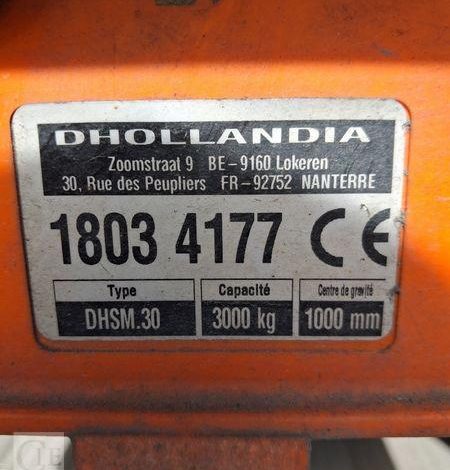 DHOLLANDIA
Zoomstraat 9 BE-9160 Lokeren
30, Rue des Peupliers FR-92752 NANTERRE
1803 4177 CE
Type Capacité Centre de gravité
DHSM.30 3000 kg 1000 mm